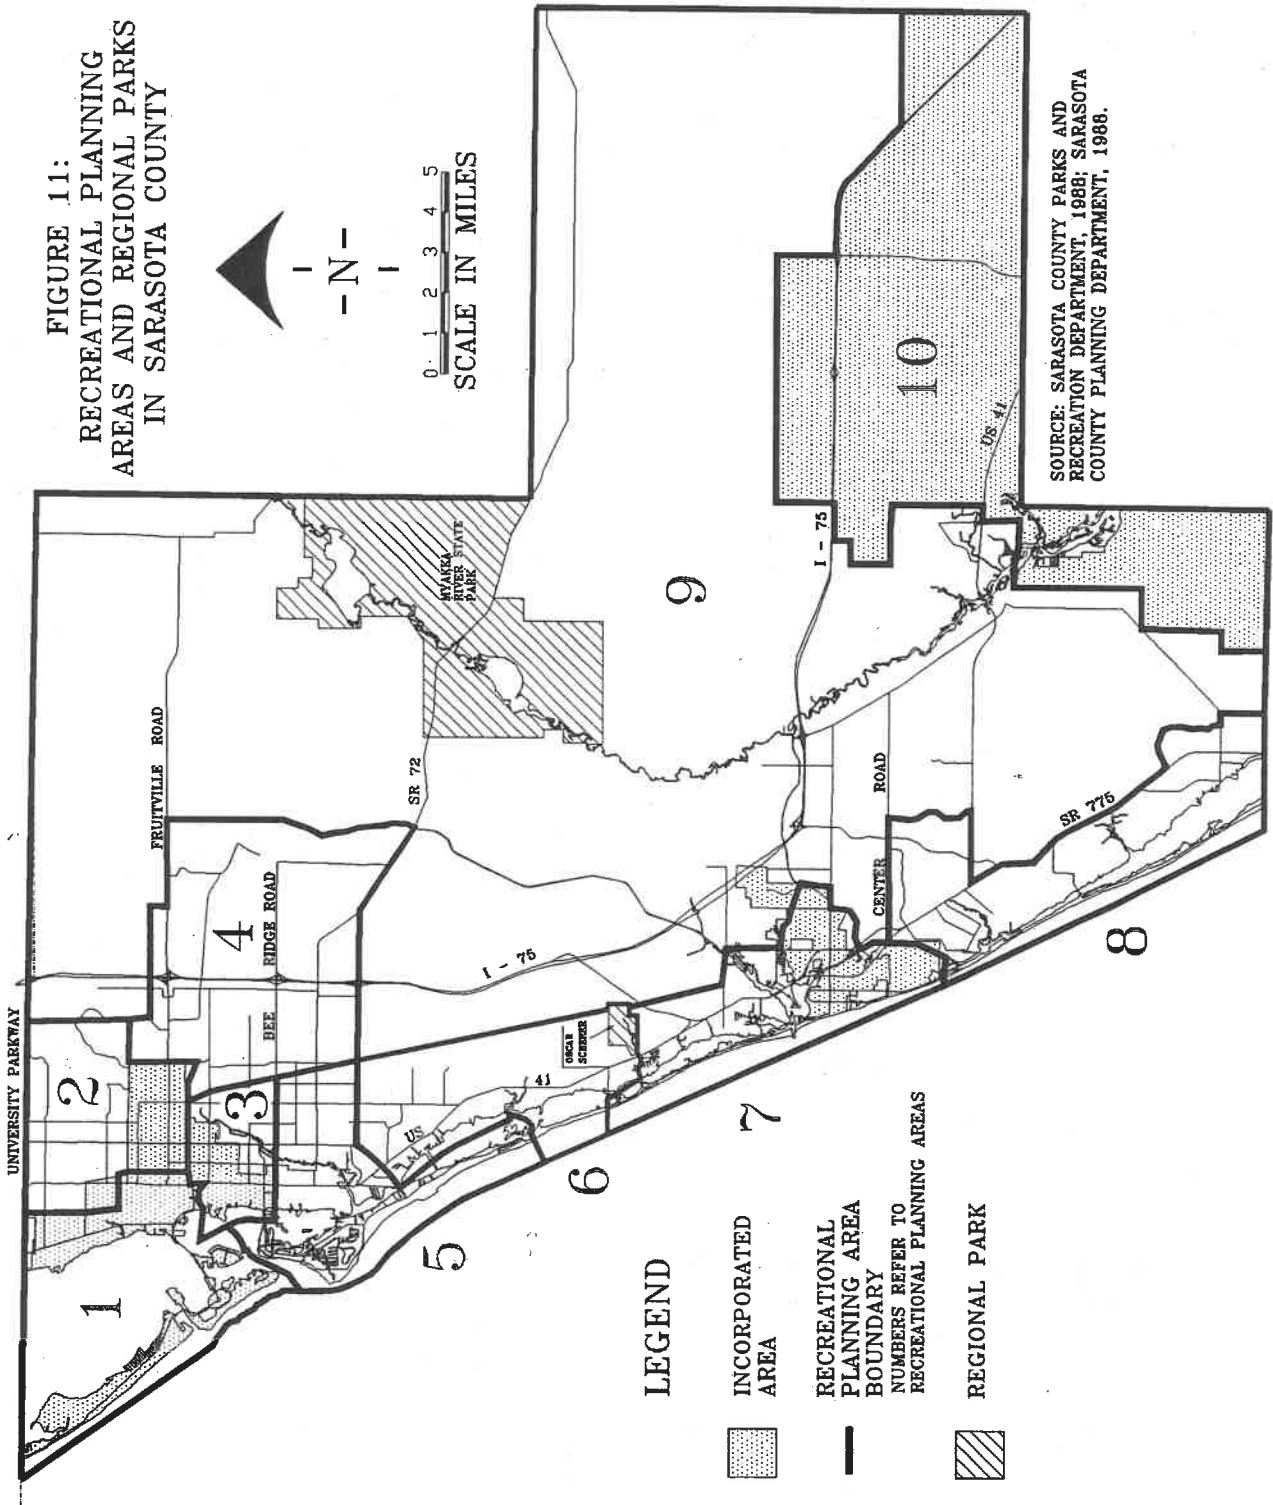 FIGURE 11:
RECREATIONAL PLANNING
AREAS AND REGIONAL PARKS
IN SARASOTA COUNTY
-N-
0 1 2 3 4 5
SCALE IN MILES
UNIVERSITY PARKWAY
FRUITVILLE ROAD
BEE RIDGE ROAD
SR 72
MYAKKA
RIVER STATE
PARK
I - 75
US 41
OSCAR
SCHERER
I - 75
CENTER ROAD
SR 775
US 41
1
2
3
4
5
6
7
8
9
10
LEGEND
INCORPORATED
AREA
RECREATIONAL
PLANNING AREA
BOUNDARY
NUMBERS REFER TO
RECREATIONAL PLANNING AREAS
REGIONAL PARK
SOURCE: SARASOTA COUNTY PARKS AND
RECREATION DEPARTMENT, 1988; SARASOTA
COUNTY PLANNING DEPARTMENT, 1988.